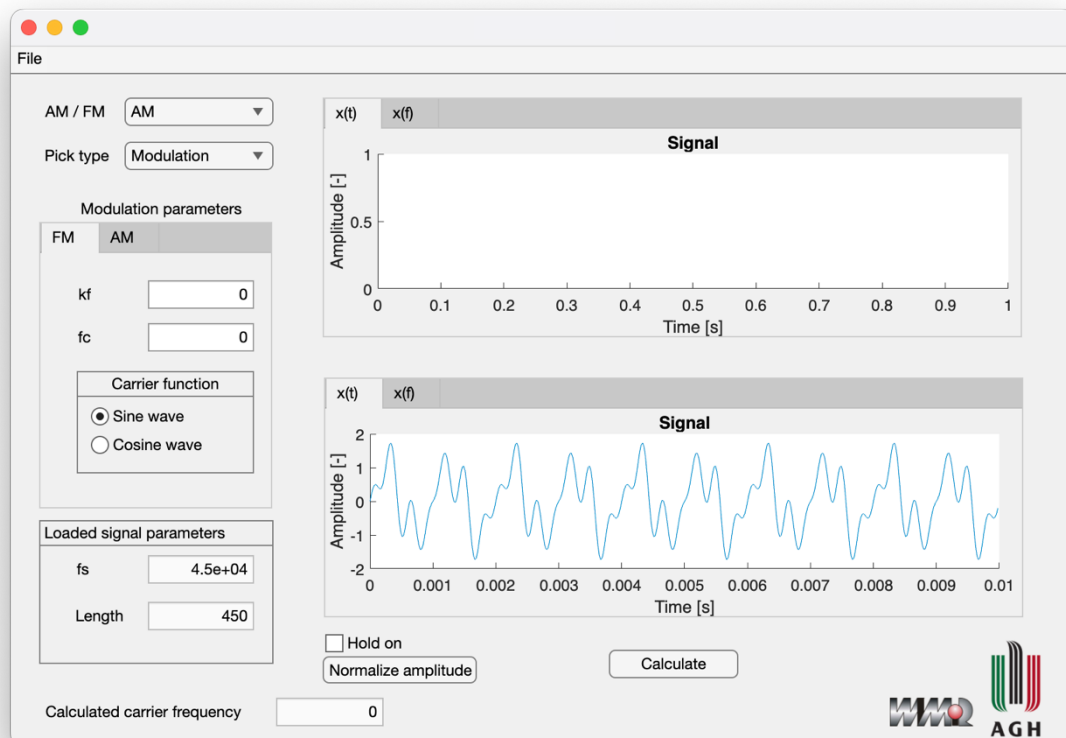 File
AM / FM AM
Pick type Modulation
Modulation parameters
FM AM
kf 0
fc 0
Carrier function
Sine wave
Cosine wave
Loaded signal parameters
fs 4.5e+04
Length 450
Calculated carrier frequency 0
x(t) x(f)
Signal
Amplitude [-]
1
0.5
0
0 0.1 0.2 0.3 0.4 0.5 0.6 0.7 0.8 0.9 1
Time [s]
x(t) x(f)
Signal
Amplitude [-]
2
1
0
-1
-2
0 0.001 0.002 0.003 0.004 0.005 0.006 0.007 0.008 0.009 0.01
Time [s]
Hold on
Normalize amplitude
Calculate
AGH